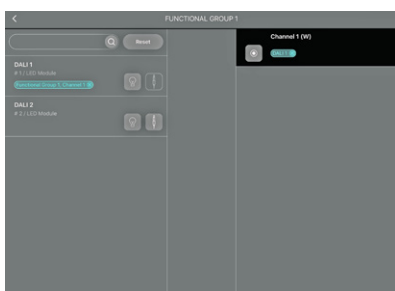 FUNCTIONAL GROUP 1
Reset
DALI 1
# 1 / LED Module
Functional Group 1, Channel 1
DALI 2
# 2 / LED Module
Channel 1 (W)
DALI 1